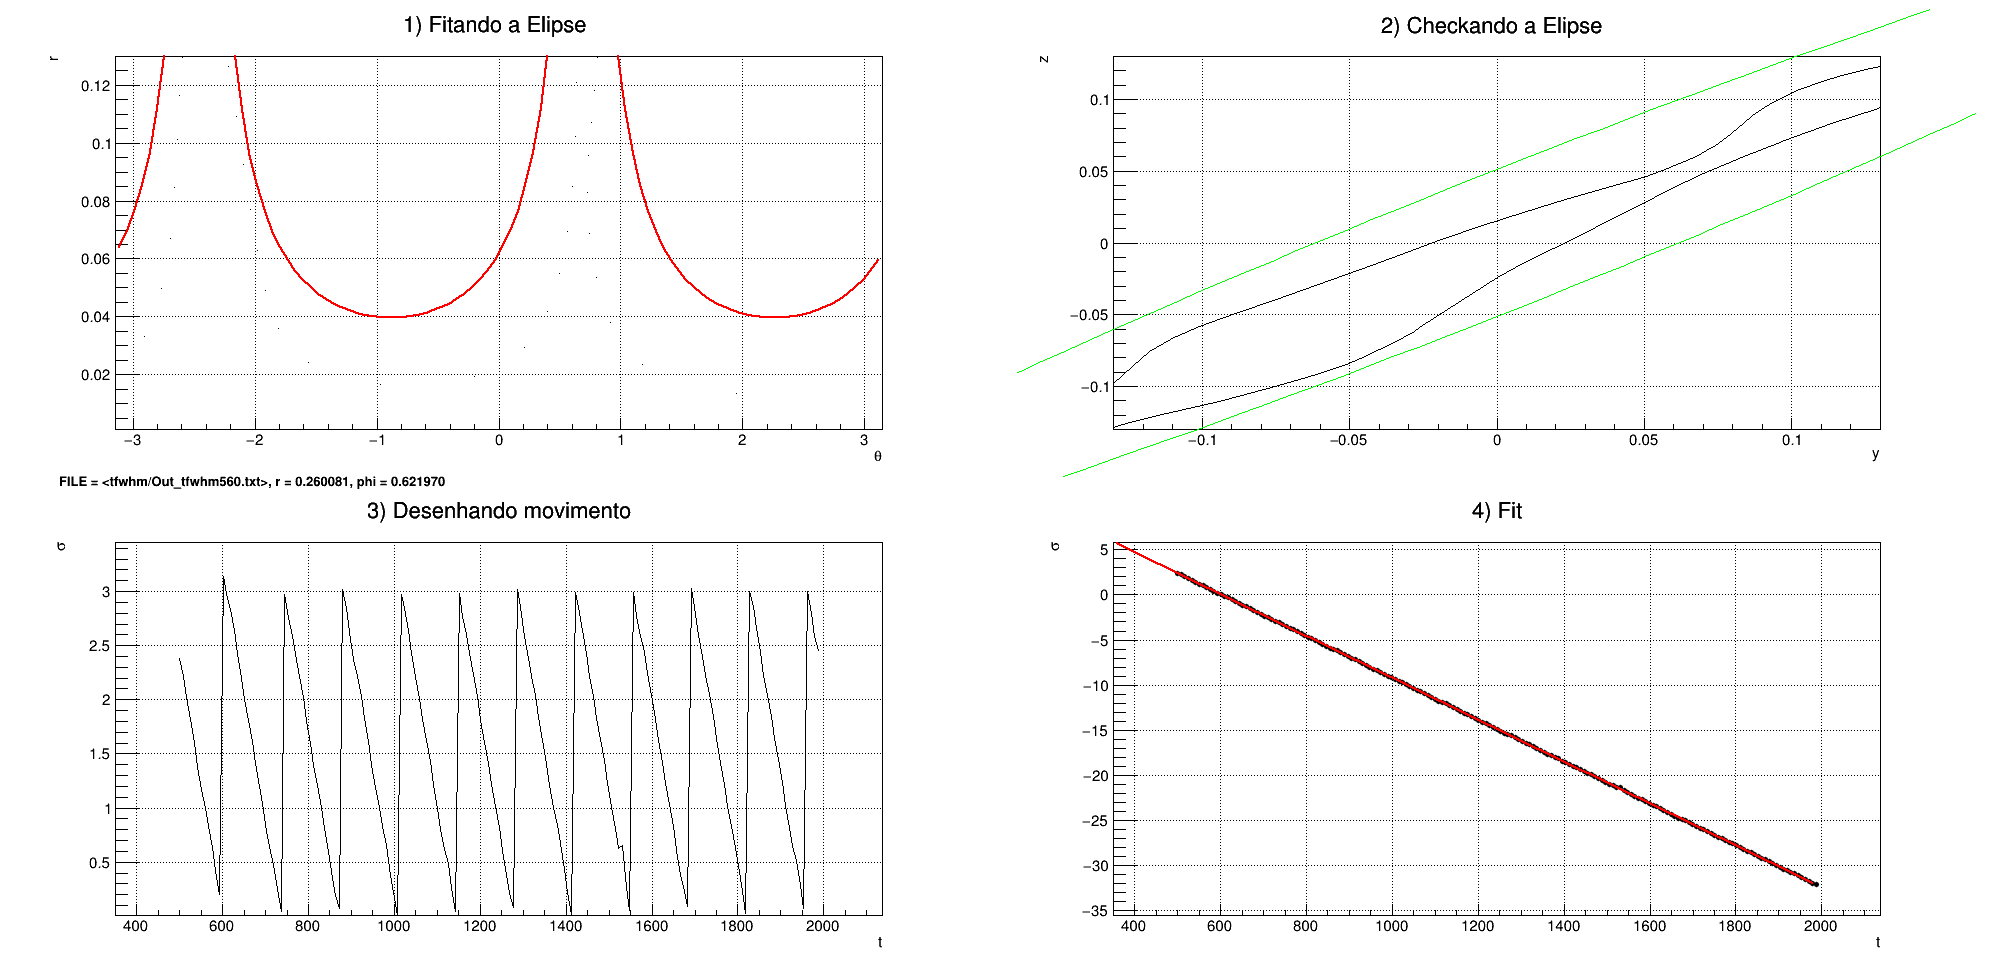 1) Fitando a Elipse
r
0.12
0.1
0.08
0.06
0.04
0.02
−3 −2 −1 0 1 2 3
θ
2) Checkando a Elipse
z
0.1
0.05
0
−0.05
−0.1
−0.1 −0.05 0 0.05 0.1
y
FILE = <tfwhm/Out_tfwhm560.txt>, r = 0.260081, phi = 0.621970
3) Desenhando movimento
σ
3
2.5
2
1.5
1
0.5
400 600 800 1000 1200 1400 1600 1800 2000
t
4) Fit
σ
5
0
−5
−10
−15
−20
−25
−30
−35
400 600 800 1000 1200 1400 1600 1800 2000
t